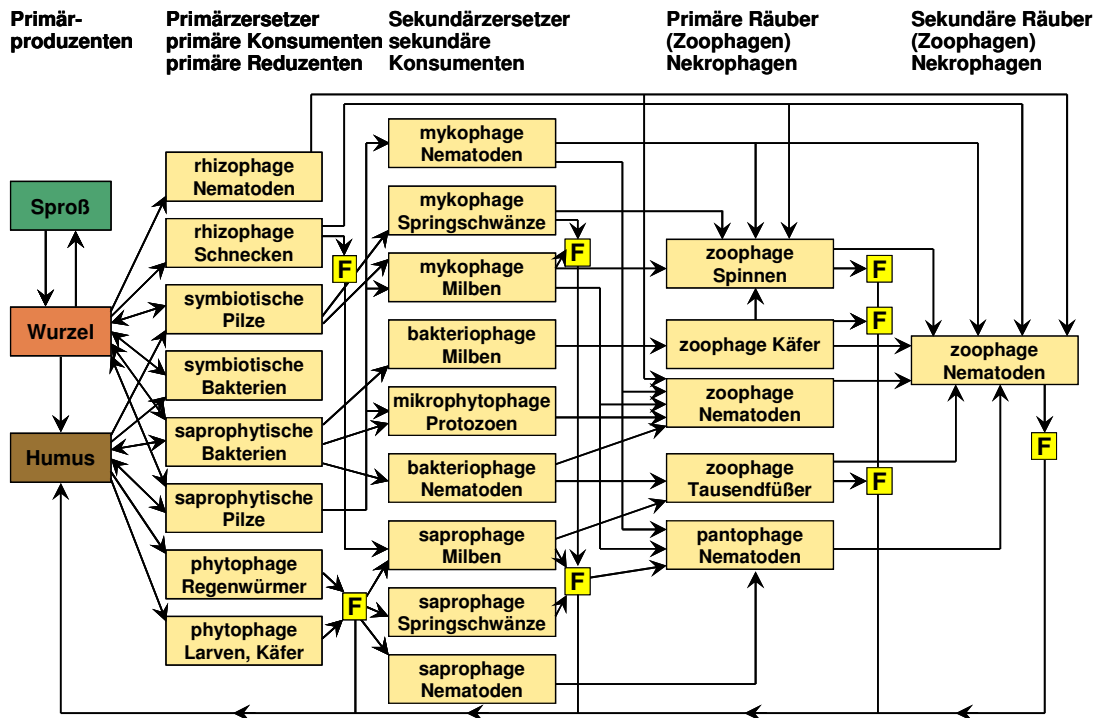 Primär-
produzenten
Primärzersetzer
primäre Konsumenten
primäre Reduzenten
Sekundärzersetzer
sekundäre
Konsumenten
Primäre Räuber
(Zoophagen)
Nekrophagen
Sekundäre Räuber
(Zoophagen)
Nekrophagen
Sproß
Wurzel
Humus
rhizophage
Nematoden
rhizophage
Schnecken
F
symbiotische
Pilze
symbiotische
Bakterien
saprophytische
Bakterien
saprophytische
Pilze
phytophage
Regenwürmer
F
phytophage
Larven, Käfer
mykophage
Nematoden
mykophage
Springschwänze
F
mykophage
Milben
bakteriophage
Milben
mikrophytophage
Protozoen
bakteriophage
Nematoden
saprophage
Milben
F
saprophage
Springschwänze
saprophage
Nematoden
zoophage
Spinnen
F
zoophage Käfer
F
zoophage
Nematoden
zoophage
Tausendfüßer
F
pantophage
Nematoden
zoophage
Nematoden
F